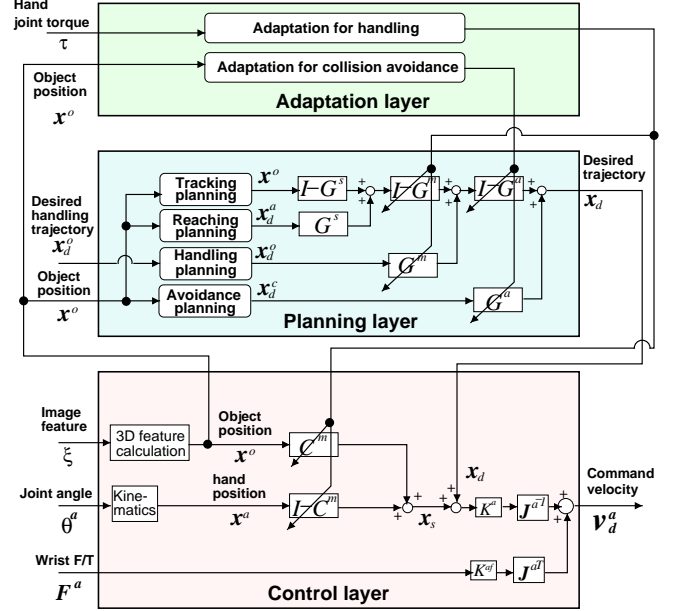 Hand
joint torque
τ
Adaptation for handling
Adaptation for collision avoidance
Adaptation layer
Object
position
x^o
Desired
handling
trajectory
x_d^o
Object
position
x^o
Tracking
planning
x^o
I-G^s
+
+
I-G^m
+
+
I-G^a
+
+
Desired
trajectory
x_d
Reaching
planning
x_d^a
G^s
Handling
planning
x_d^o
G^m
Avoidance
planning
x_d^c
G^a
Planning layer
Image
feature
ξ
3D feature
calculation
Object
position
x^o
C^m
Joint angle
θ^a
Kine-
matics
hand
position
x^a
I-C^m
+
+
x_s
x_d
+
+
K^a
J^{a-1}
+
+
Command
velocity
v_d^a
Wrist F/T
F^a
K^{af}
J^{aT}
Control layer